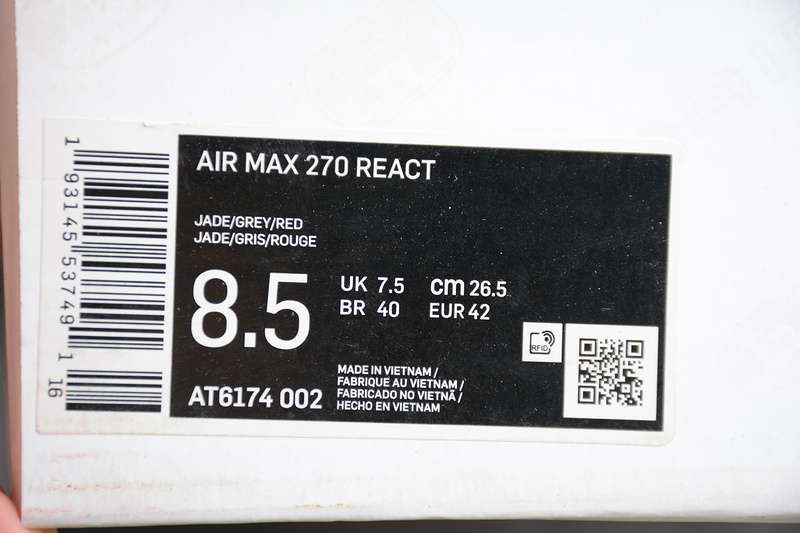 AIR MAX 270 REACT
JADE/GREY/RED
JADE/GRIS/ROUGE
8.5
UK 7.5 cm 26.5
BR 40 EUR 42
AT6174 002
MADE IN VIETNAM /
FABRIQUE AU VIETNAM /
FABRICADO NO VIETNÃ /
HECHO EN VIETNAM
RFID
1 93145 53749 1
16